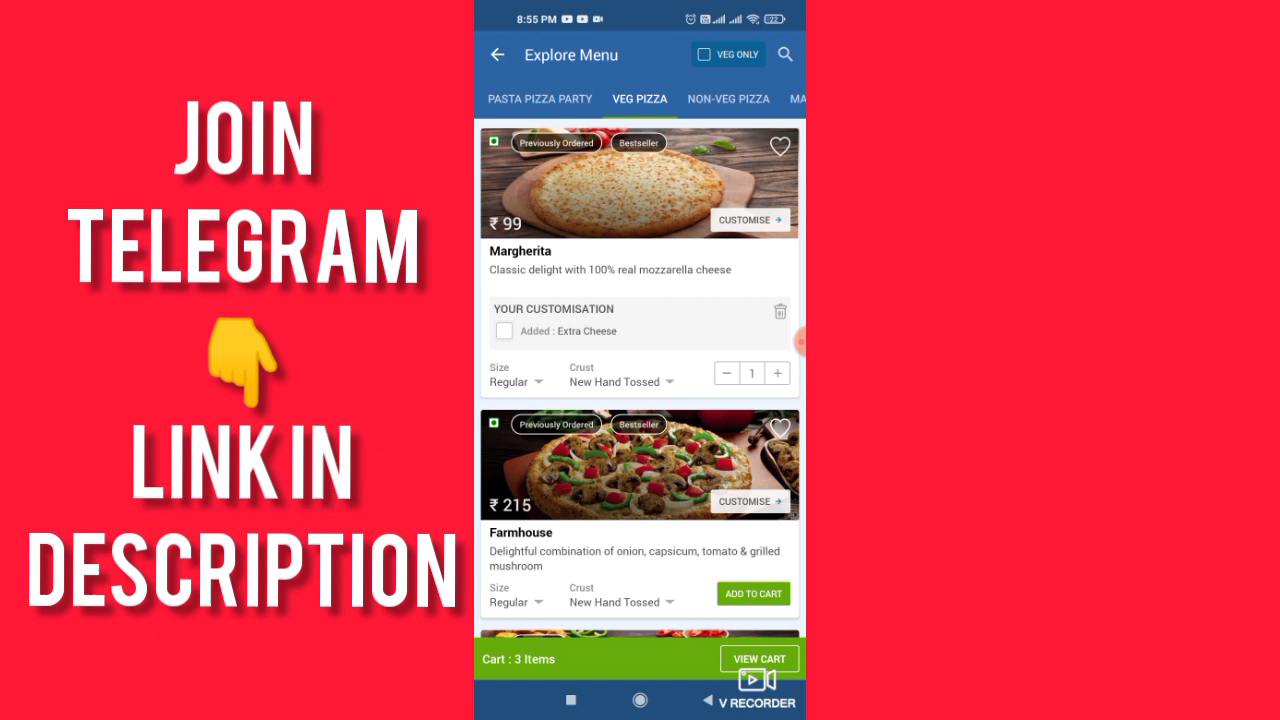 JOIN
TELEGRAM
👇
LINK IN
DESCRIPTION
8:55 PM
22
Explore Menu
VEG ONLY
PASTA PIZZA PARTY VEG PIZZA NON-VEG PIZZA MA
Previously Ordered Bestseller
₹ 99
CUSTOMISE →
Margherita
Classic delight with 100% real mozzarella cheese
YOUR CUSTOMISATION
Added : Extra Cheese
Size Crust
Regular New Hand Tossed − 1 +
Previously Ordered Bestseller
₹ 215
CUSTOMISE →
Farmhouse
Delightful combination of onion, capsicum, tomato & grilled
mushroom
Size Crust
Regular New Hand Tossed
ADD TO CART
Cart : 3 Items VIEW CART
V RECORDER